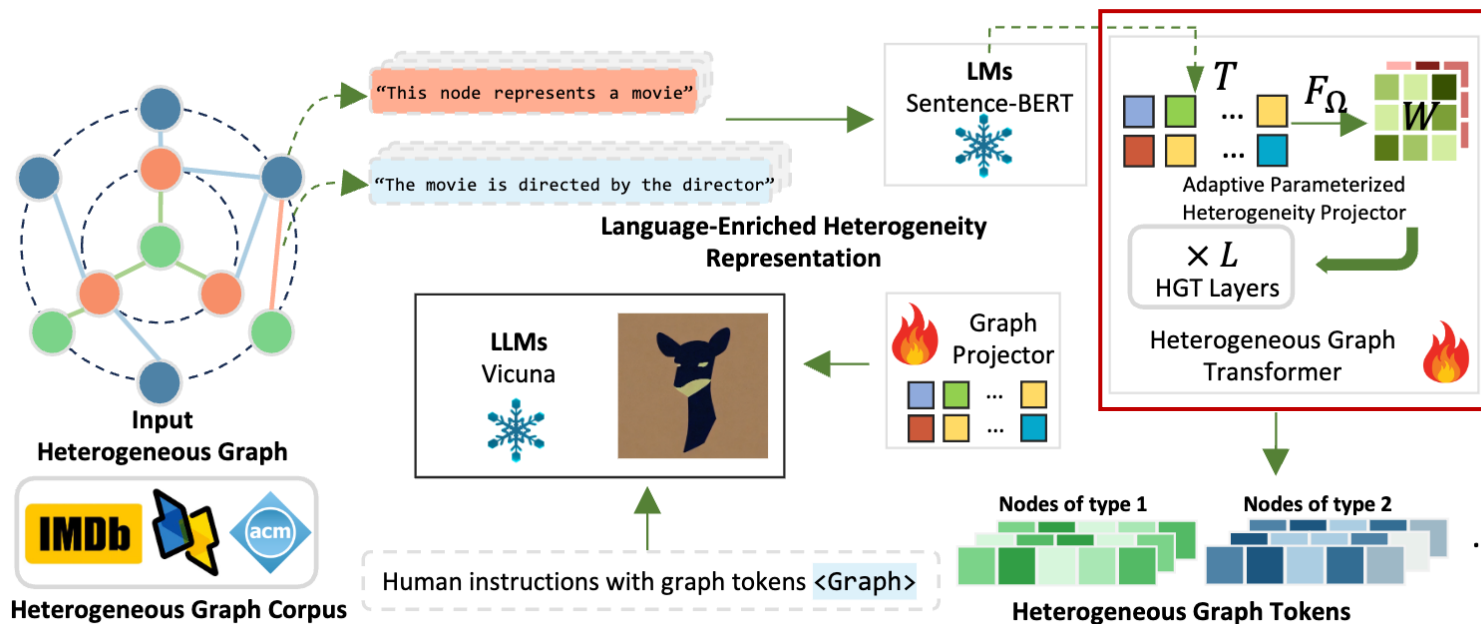 “This node represents a movie”
“The movie is directed by the director”
Language-Enriched Heterogeneity
Representation
LMs
Sentence-BERT
T
...
...
F_Ω
W
Adaptive Parameterized
Heterogeneity Projector
× L
HGT Layers
Heterogeneous Graph
Transformer
Input
Heterogeneous Graph
IMDb
acm
Heterogeneous Graph Corpus
LLMs
Vicuna
Graph
Projector
...
...
Human instructions with graph tokens <Graph>
Nodes of type 1
Nodes of type 2
.
Heterogeneous Graph Tokens